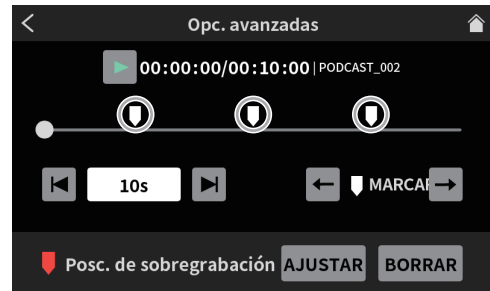 Opc. avanzadas
00:00:00/00:10:00 | PODCAST_002
10s
MARCAR
Posc. de sobregrabación AJUSTAR BORRAR